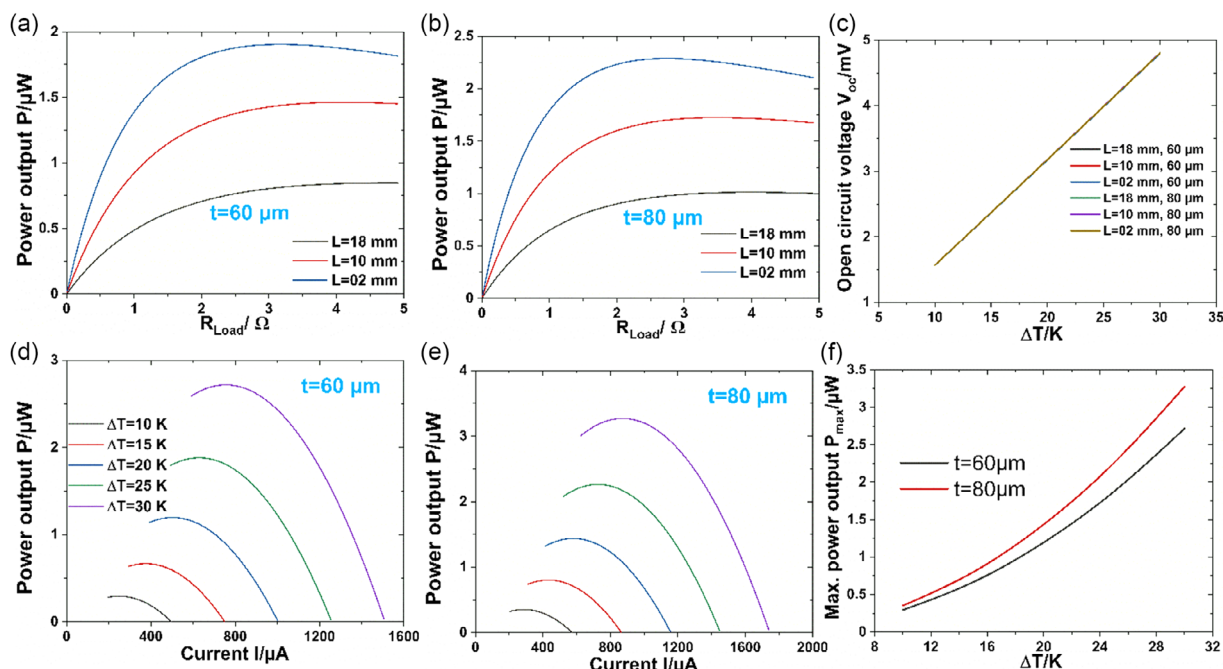 (a)
Power output P/µW
2
1.5
1
0.5
0
t=60 µm
L=18 mm
L=10 mm
L=02 mm
0 1 2 3 4 5
R_Load/ Ω
(b)
Power output P/µW
2.5
2
1.5
1
0.5
0
t=80 µm
L=18 mm
L=10 mm
L=02 mm
0 1 2 3 4 5
R_Load/ Ω
(c)
Open circuit voltage V_oc/mV
5
4
3
2
1
L=18 mm, 60 µm
L=10 mm, 60 µm
L=02 mm, 60 µm
L=18 mm, 80 µm
L=10 mm, 80 µm
L=02 mm, 80 µm
5 10 15 20 25 30 35
ΔT/K
(d)
Power output P/µW
3
2
1
0
t=60 µm
ΔT=10 K
ΔT=15 K
ΔT=20 K
ΔT=25 K
ΔT=30 K
0 400 800 1200 1600
Current I/µA
(e)
Power output P/µW
4
3
2
1
0
t=80 µm
0 400 800 1200 1600 2000
Current I/µA
(f)
Max. power output P_max/µW
3.5
3
2.5
2
1.5
1
0.5
0
t=60µm
t=80µm
8 12 16 20 24 28 32
ΔT/K